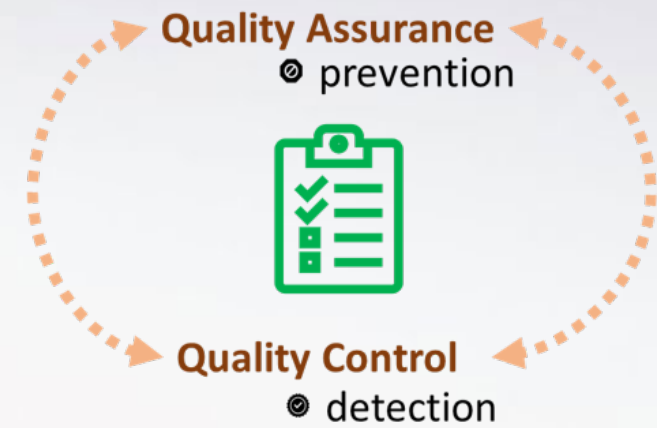 Quality Assurance
prevention
Quality Control
detection